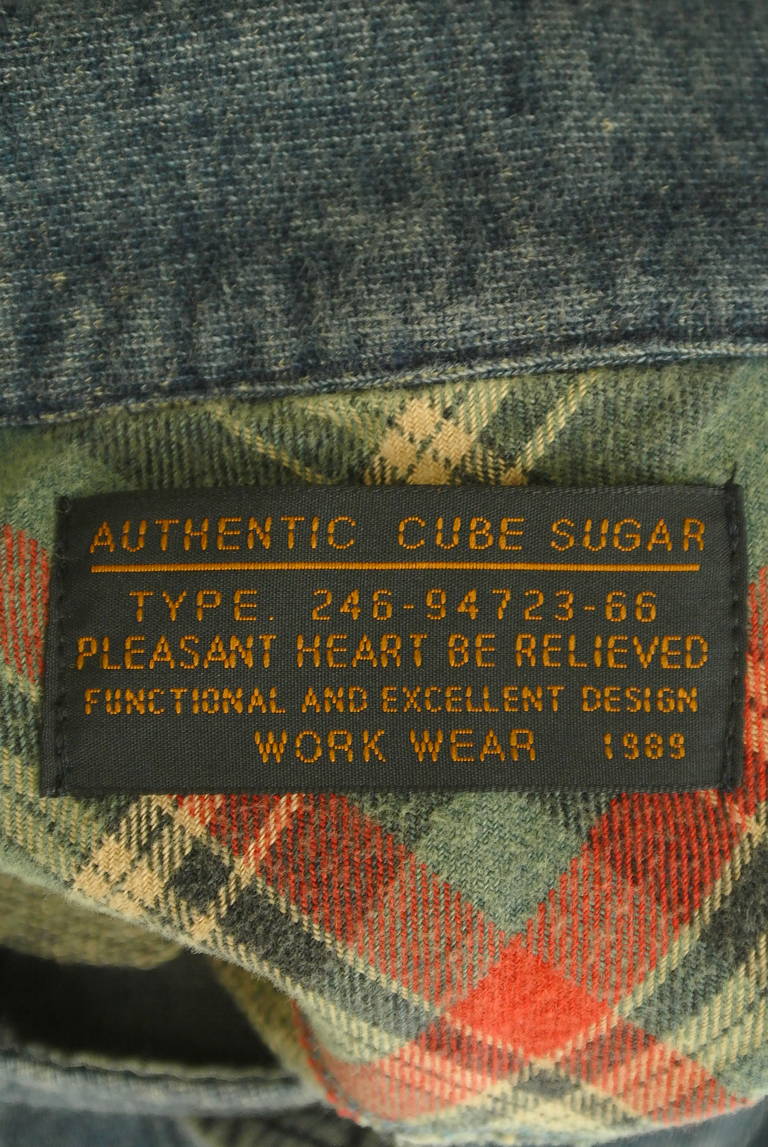 AUTHENTIC CUBE SUGAR
TYPE. 246-94723-66
PLEASANT HEART BE RELIEVED
FUNCTIONAL AND EXCELLENT DESIGN
WORK WEAR 1989